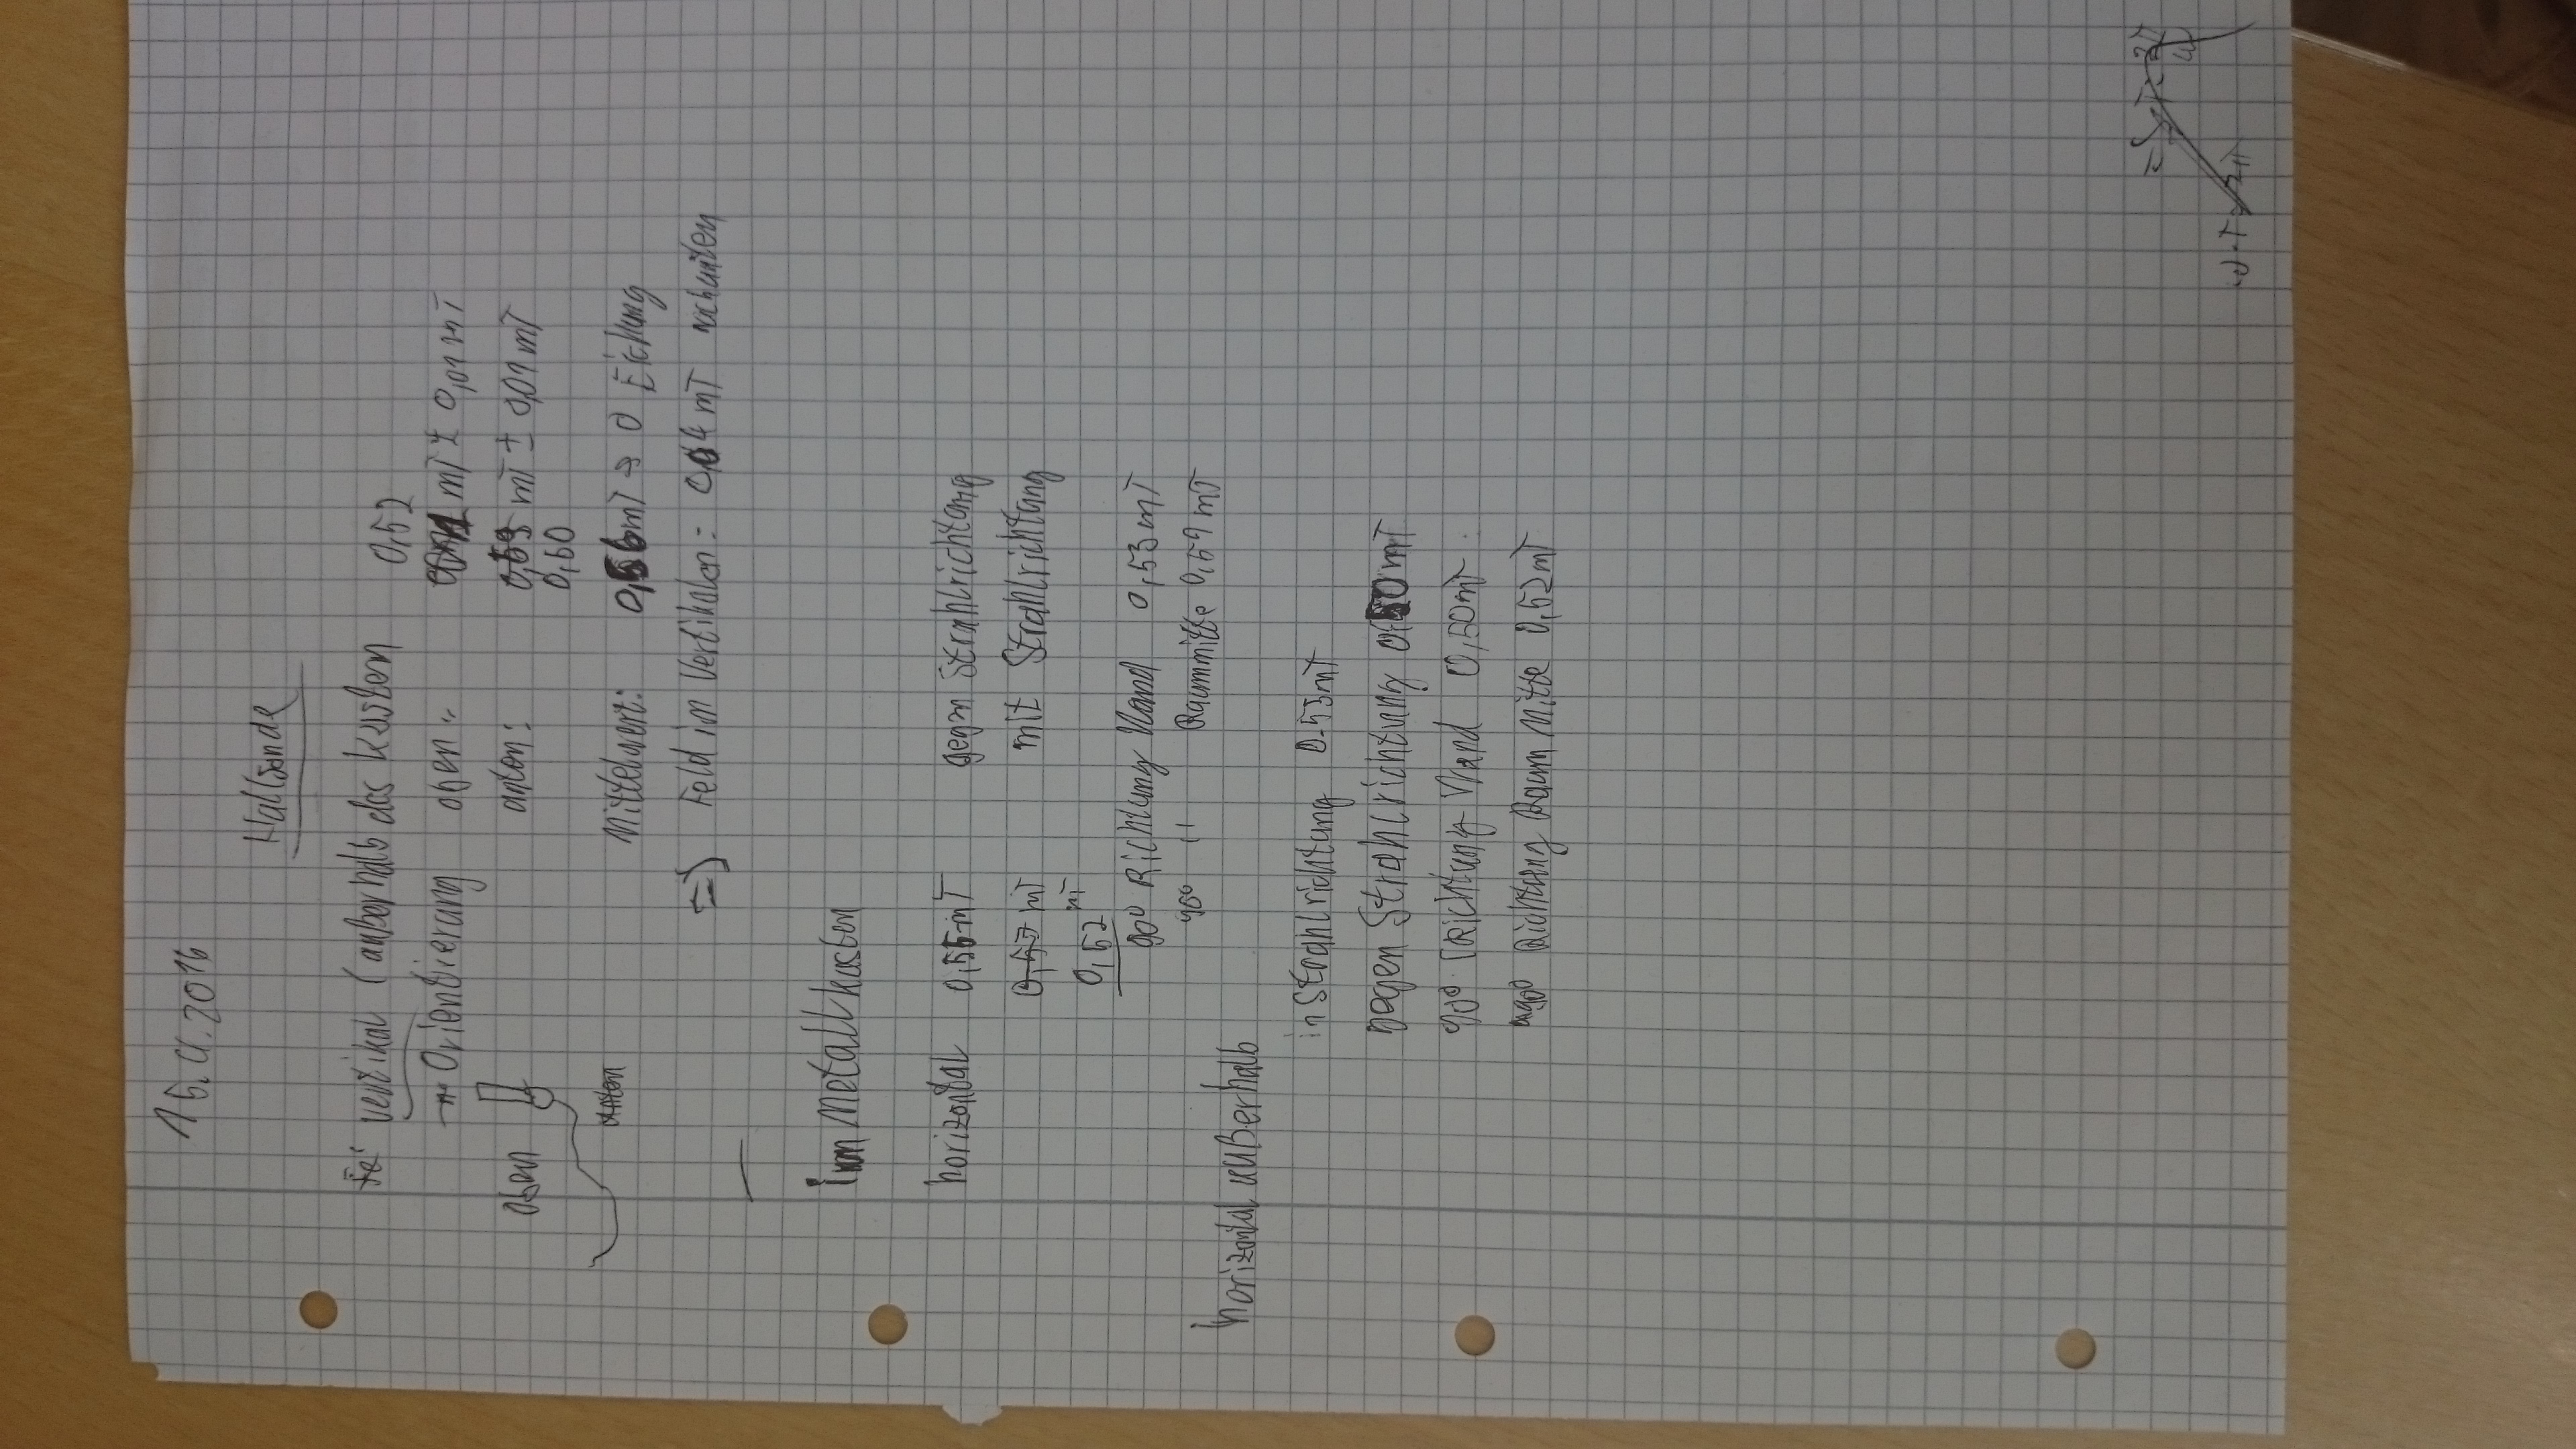 16.4.2016
Hallsonde
vertikal (außerhalb des Kasten
0,52
→ Orientierung oben: mT ± 0,01 mT
oben
unten: 0,59 mT ± 0,01 mT
0,60
unten
Mittelwert: 0,56 mT → 0 Eichung
=> Feld im Vertikalen = 0,04 mT nach unten
im Metallkasten
horizontal 0,55 mT gegen Strahlrichtung
0,57 mT mit Strahlrichtung
0,52 mT
90° Richtung Wand 0,53 mT
90° " Raummitte 0,51 mT
horizontal außerhalb
in Strahlrichtung 0.53 mT
gegen Strahlrichtung 0,50 mT
90° Richtung Wand 0,50 mT
90° Richtung Raum Mitte 0,52 mT